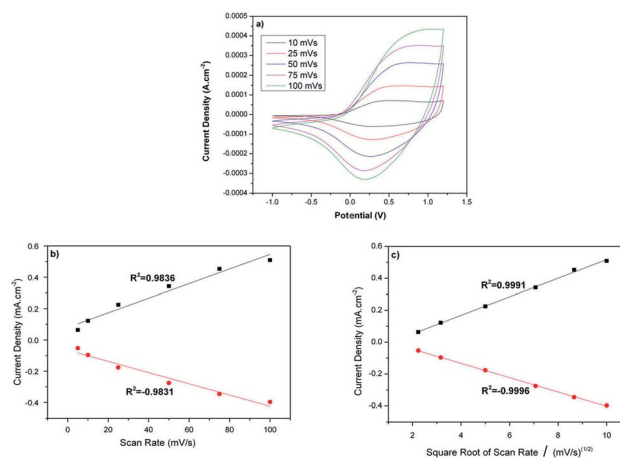 a)
0.0005
0.0004
0.0003
0.0002
0.0001
0.0000
-0.0001
-0.0002
-0.0003
-0.0004
Current Density (A.cm⁻²)
10 mVs
25 mVs
50 mVs
75 mVs
100 mVs
-1.0 -0.5 0.0 0.5 1.0 1.5
Potential (V)
b)
0.6
0.4
0.2
0.0
-0.2
-0.4
Current Density (mA.cm⁻²)
R²=0.9836
R²=-0.9831
0 20 40 60 80 100
Scan Rate (mV/s)
c)
0.6
0.4
0.2
0.0
-0.2
-0.4
Current Density (mA.cm⁻²)
R²=0.9991
R²=-0.9996
2 4 6 8 10
Square Root of Scan Rate / (mV/s)⁽¹/²⁾